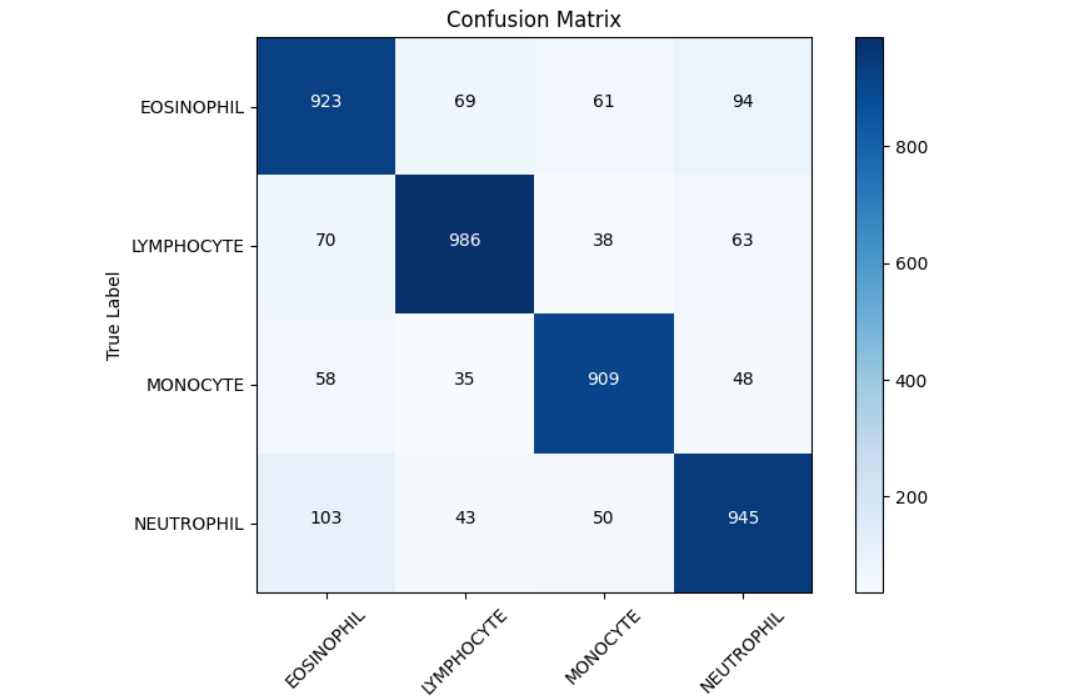 Confusion Matrix
EOSINOPHIL 923 69 61 94
LYMPHOCYTE 70 986 38 63
MONOCYTE 58 35 909 48
NEUTROPHIL 103 43 50 945
True Label
EOSINOPHIL LYMPHOCYTE MONOCYTE NEUTROPHIL
800
600
400
200